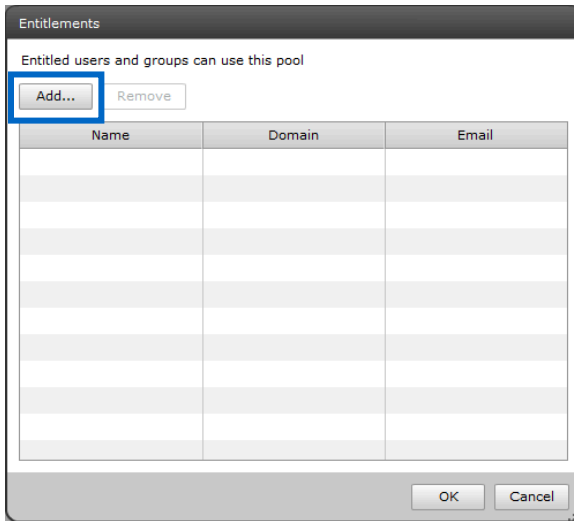 Entitlements
Entitled users and groups can use this pool
Add... Remove
Name Domain Email
OK Cancel